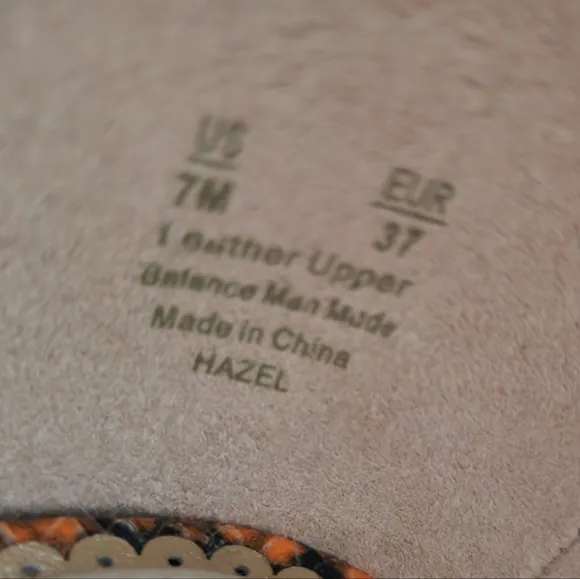 US EUR
7M 37
Leather Upper
Balance Man Made
Made in China
HAZEL